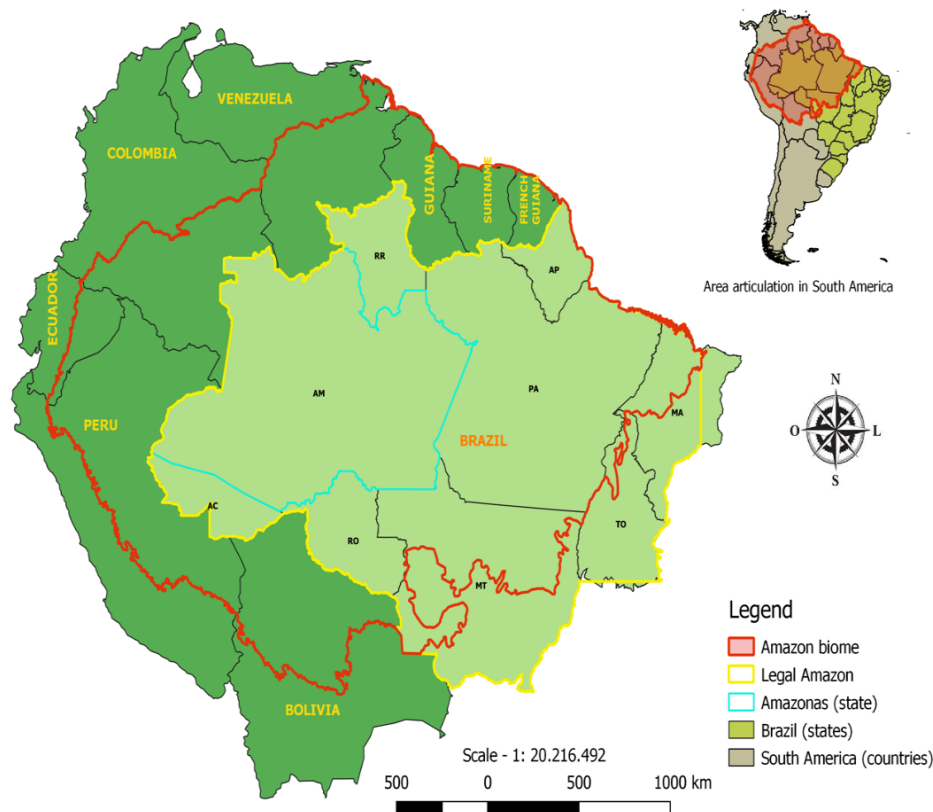 VENEZUELA
COLOMBIA
GUIANA
SURINAME
FRENCH
GUIANA
ECUADOR
PERU
BOLIVIA
BRAZIL
RR
AP
AM
PA
MA
AC
RO
MT
TO
Area articulation in South America
N
O
L
S
Legend
Amazon biome
Legal Amazon
Amazonas (state)
Brazil (states)
South America (countries)
Scale - 1: 20.216.492
500 0 500 1000 km